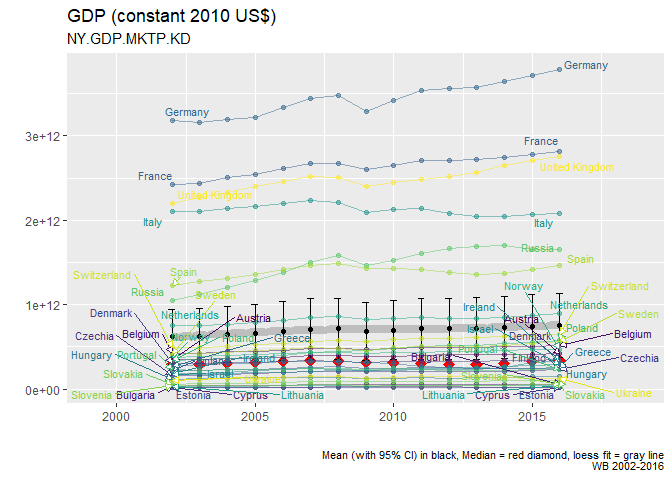 GDP (constant 2010 US$)
NY.GDP.MKTP.KD
Germany
Germany
3e+12
France
France
United Kingdom
United Kingdom
2e+12
Italy
Italy
Russia
Spain
Spain
Switzerland
Russia
Sweden
Norway
Switzerland
1e+12
Ireland
Netherlands
Denmark
Netherlands
Austria
Austria
Sweden
Czechia
Belgium
Norway
Poland
Greece
Israel
Denmark
Poland
Belgium
Hungary
Portugal
Finland
Ireland
Bulgaria
Portugal
Finland
Greece
Czechia
Slovakia
Israel
Ukraine
Slovenia
Hungary
0e+00
Slovenia
Bulgaria
Estonia
Cyprus
Lithuania
Lithuania
Cyprus
Estonia
Slovakia
Ukraine
2000
2005
2010
2015
Mean (with 95% CI) in black, Median = red diamond, loess fit = gray line
WB 2002-2016